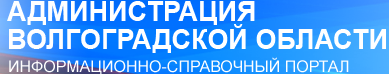 АДМИНИСТРАЦИЯ
ВОЛГОГРАДСКОЙ ОБЛАСТИ
ИНФОРМАЦИОННО-СПРАВОЧНЫЙ ПОРТАЛ